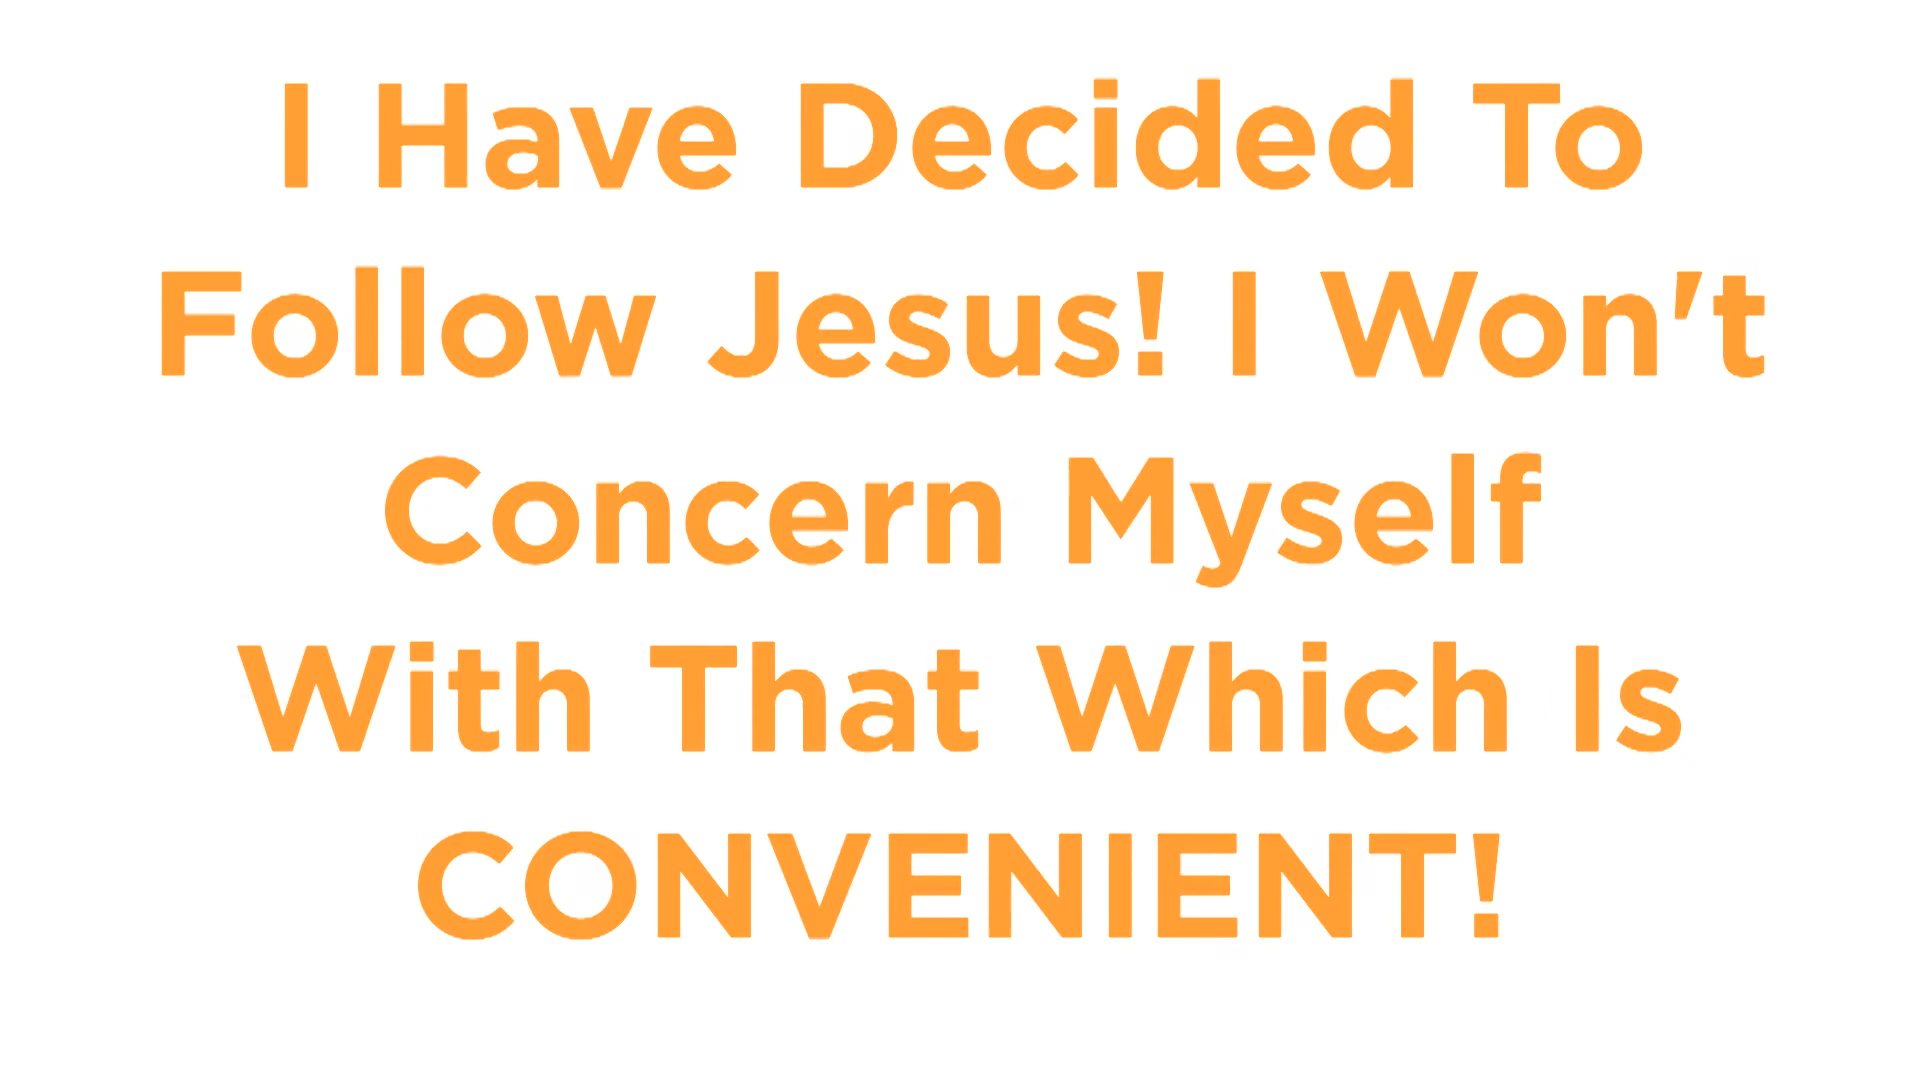 I Have Decided To
Follow Jesus! I Won't
Concern Myself
With That Which Is
CONVENIENT!